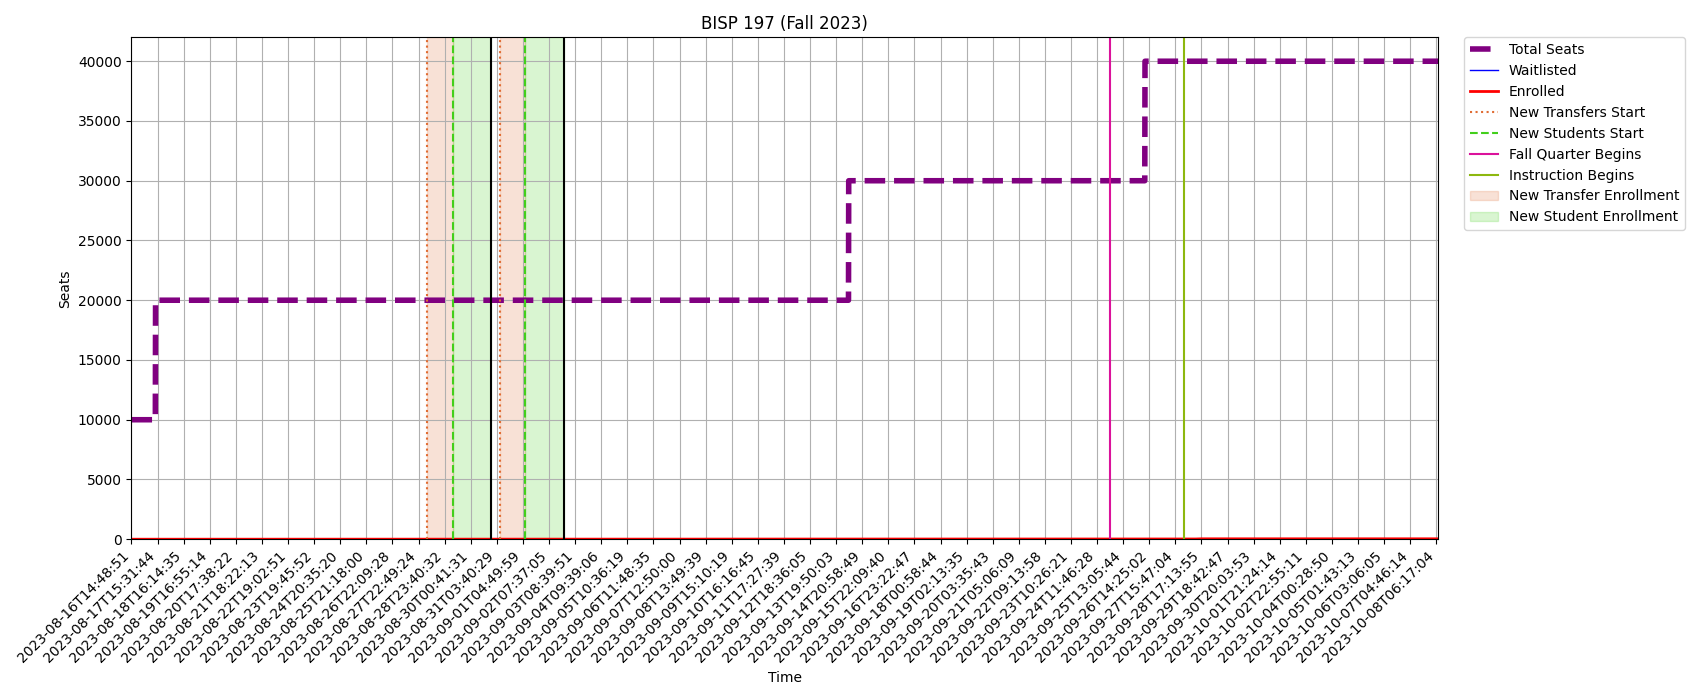 BISP 197 (Fall 2023)
Total Seats
Waitlisted
Enrolled
New Transfers Start
New Students Start
Fall Quarter Begins
Instruction Begins
New Transfer Enrollment
New Student Enrollment
Seats
40000
35000
30000
25000
20000
15000
10000
5000
0
2023-08-16T14:48:51
2023-08-17T15:31:44
2023-08-18T16:14:35
2023-08-19T16:55:14
2023-08-20T17:38:22
2023-08-21T18:22:13
2023-08-22T19:02:51
2023-08-23T19:45:52
2023-08-24T20:35:20
2023-08-25T21:18:00
2023-08-26T22:09:28
2023-08-27T22:49:24
2023-08-28T23:40:32
2023-08-30T00:41:31
2023-08-31T03:40:29
2023-09-01T04:49:59
2023-09-02T07:37:05
2023-09-03T08:39:51
2023-09-04T09:39:06
2023-09-05T10:36:19
2023-09-06T11:48:35
2023-09-07T12:50:00
2023-09-08T13:49:39
2023-09-09T15:10:19
2023-09-10T16:16:45
2023-09-11T17:27:39
2023-09-12T18:36:05
2023-09-13T19:50:03
2023-09-14T20:58:49
2023-09-15T22:09:40
2023-09-16T23:22:47
2023-09-18T00:58:44
2023-09-19T02:13:35
2023-09-20T03:35:43
2023-09-21T05:06:09
2023-09-22T09:13:58
2023-09-23T10:26:21
2023-09-24T11:46:28
2023-09-25T13:05:44
2023-09-26T14:25:02
2023-09-27T15:47:04
2023-09-28T17:13:55
2023-09-29T18:42:47
2023-09-30T20:03:53
2023-10-01T21:24:14
2023-10-02T22:55:11
2023-10-04T00:28:50
2023-10-05T01:43:13
2023-10-06T03:06:05
2023-10-07T04:46:14
2023-10-08T06:17:04
Time